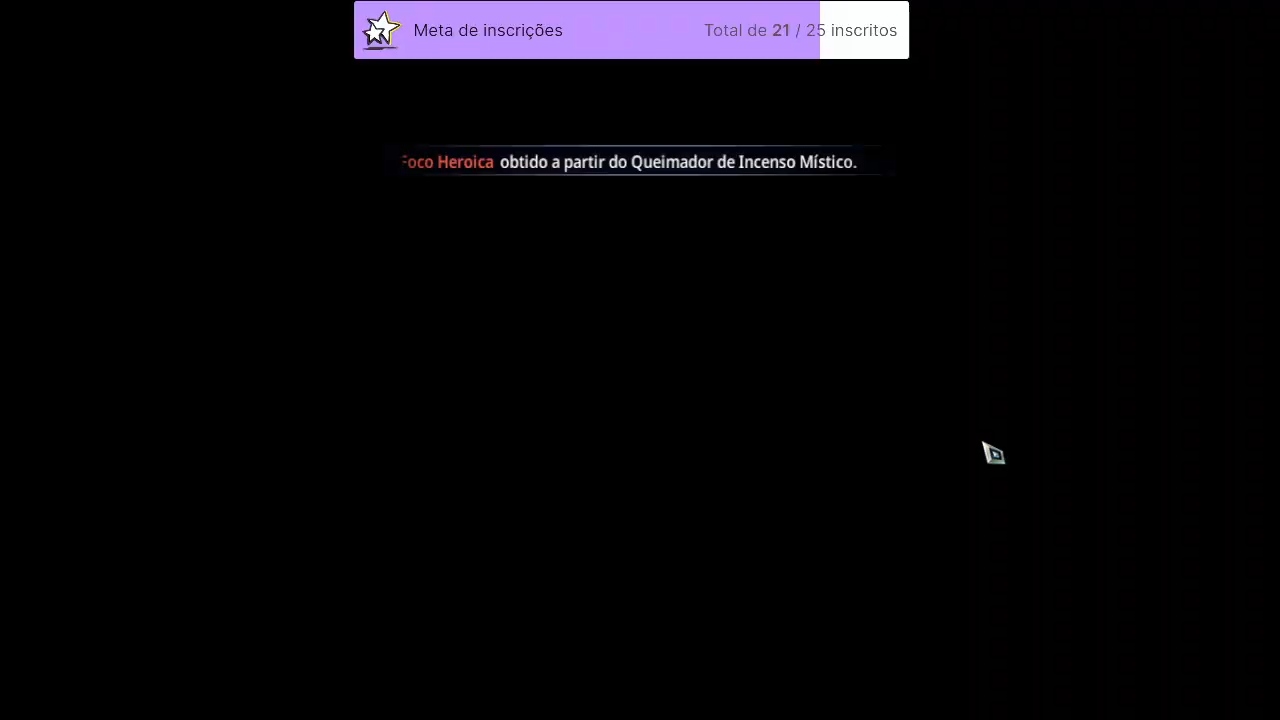 Meta de inscrições
Total de 21 / 25 inscritos
Foco Heroica obtido a partir do Queimador de Incenso Místico.